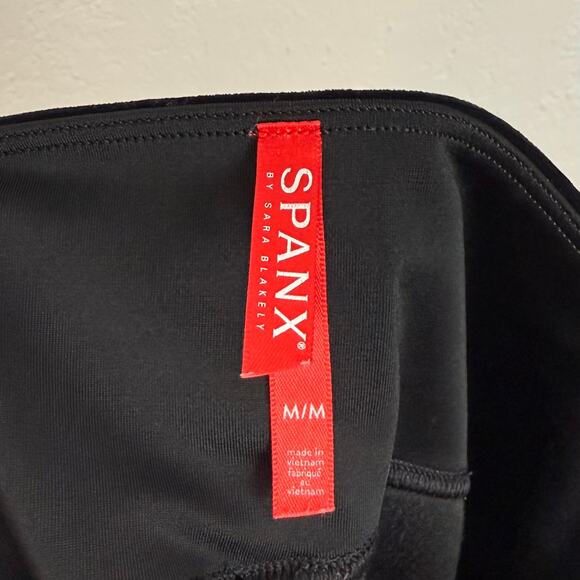 SPANX®
BY SARA BLAKELY
M/M
made in
vietnam
fabriqué
au
vietnam